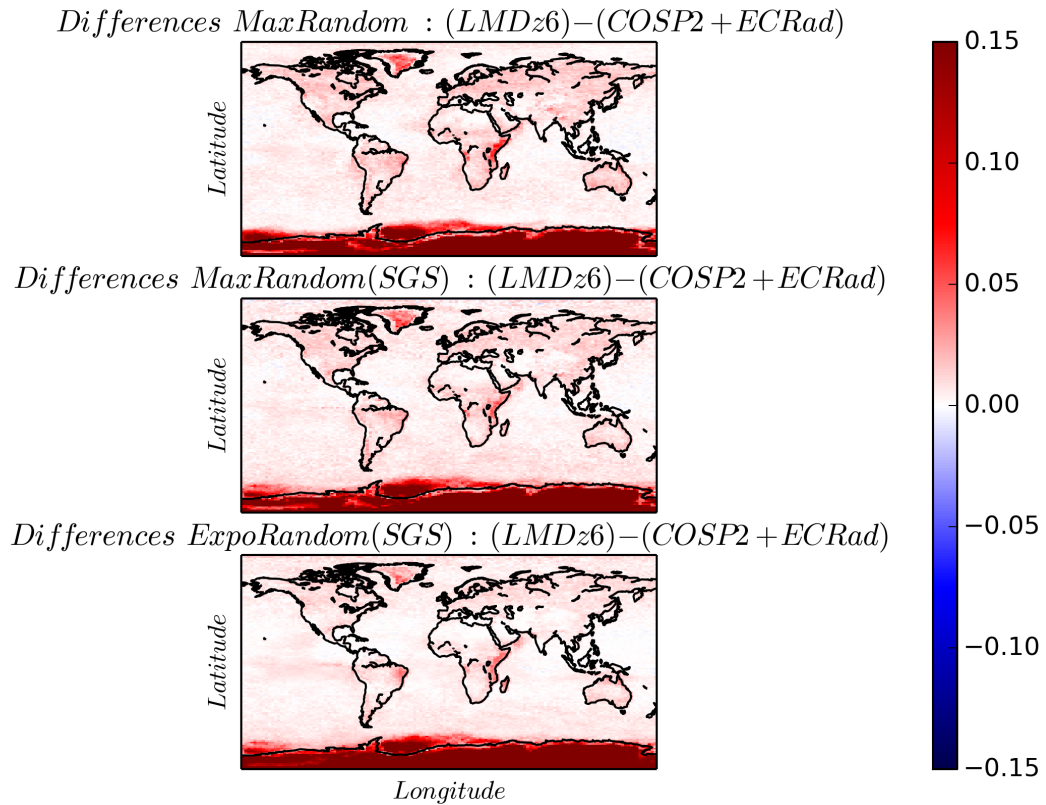 Differences MaxRandom : (LMDz6)−(COSP2+ECRad)
Latitude
Differences MaxRandom(SGS) : (LMDz6)−(COSP2+ECRad)
Latitude
Differences ExpoRandom(SGS) : (LMDz6)−(COSP2+ECRad)
Latitude
Longitude
0.15
0.10
0.05
0.00
−0.05
−0.10
−0.15